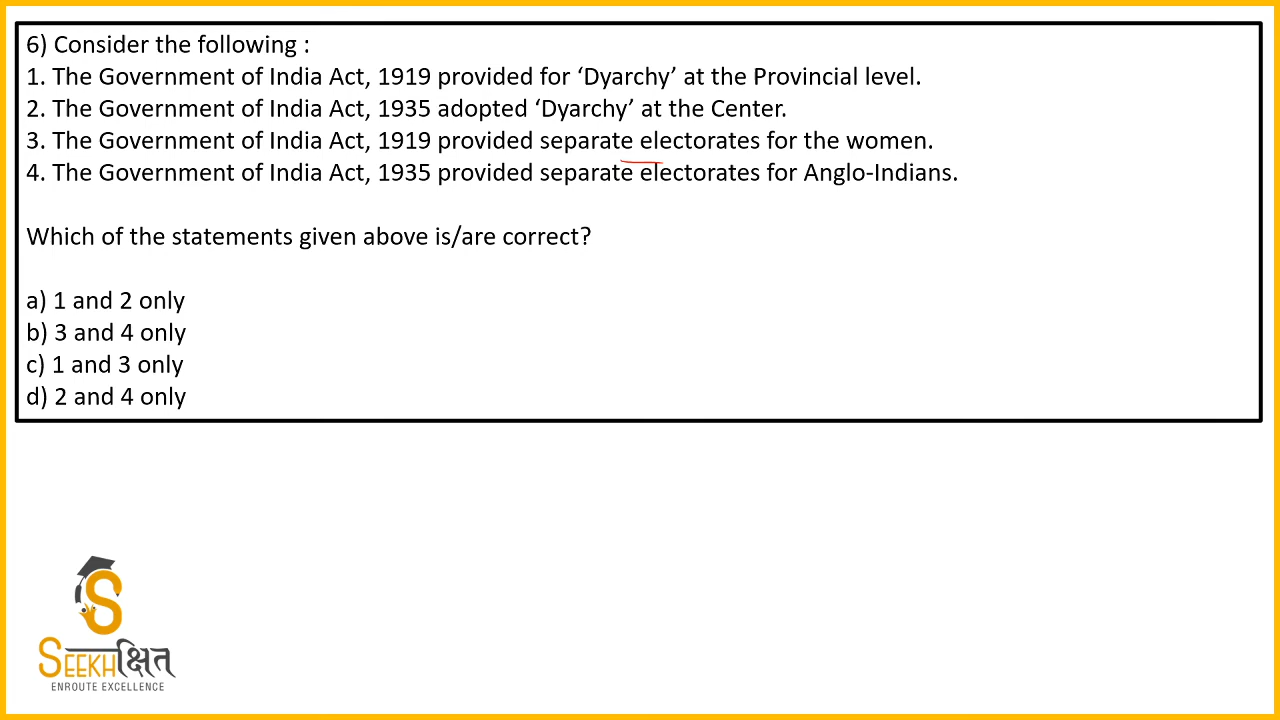 6) Consider the following :
1. The Government of India Act, 1919 provided for ‘Dyarchy’ at the Provincial level.
2. The Government of India Act, 1935 adopted ‘Dyarchy’ at the Center.
3. The Government of India Act, 1919 provided separate electorates for the women.
4. The Government of India Act, 1935 provided separate electorates for Anglo-Indians.
Which of the statements given above is/are correct?
a) 1 and 2 only
b) 3 and 4 only
c) 1 and 3 only
d) 2 and 4 only
S
SEEKHक्षित
ENROUTE EXCELLENCE